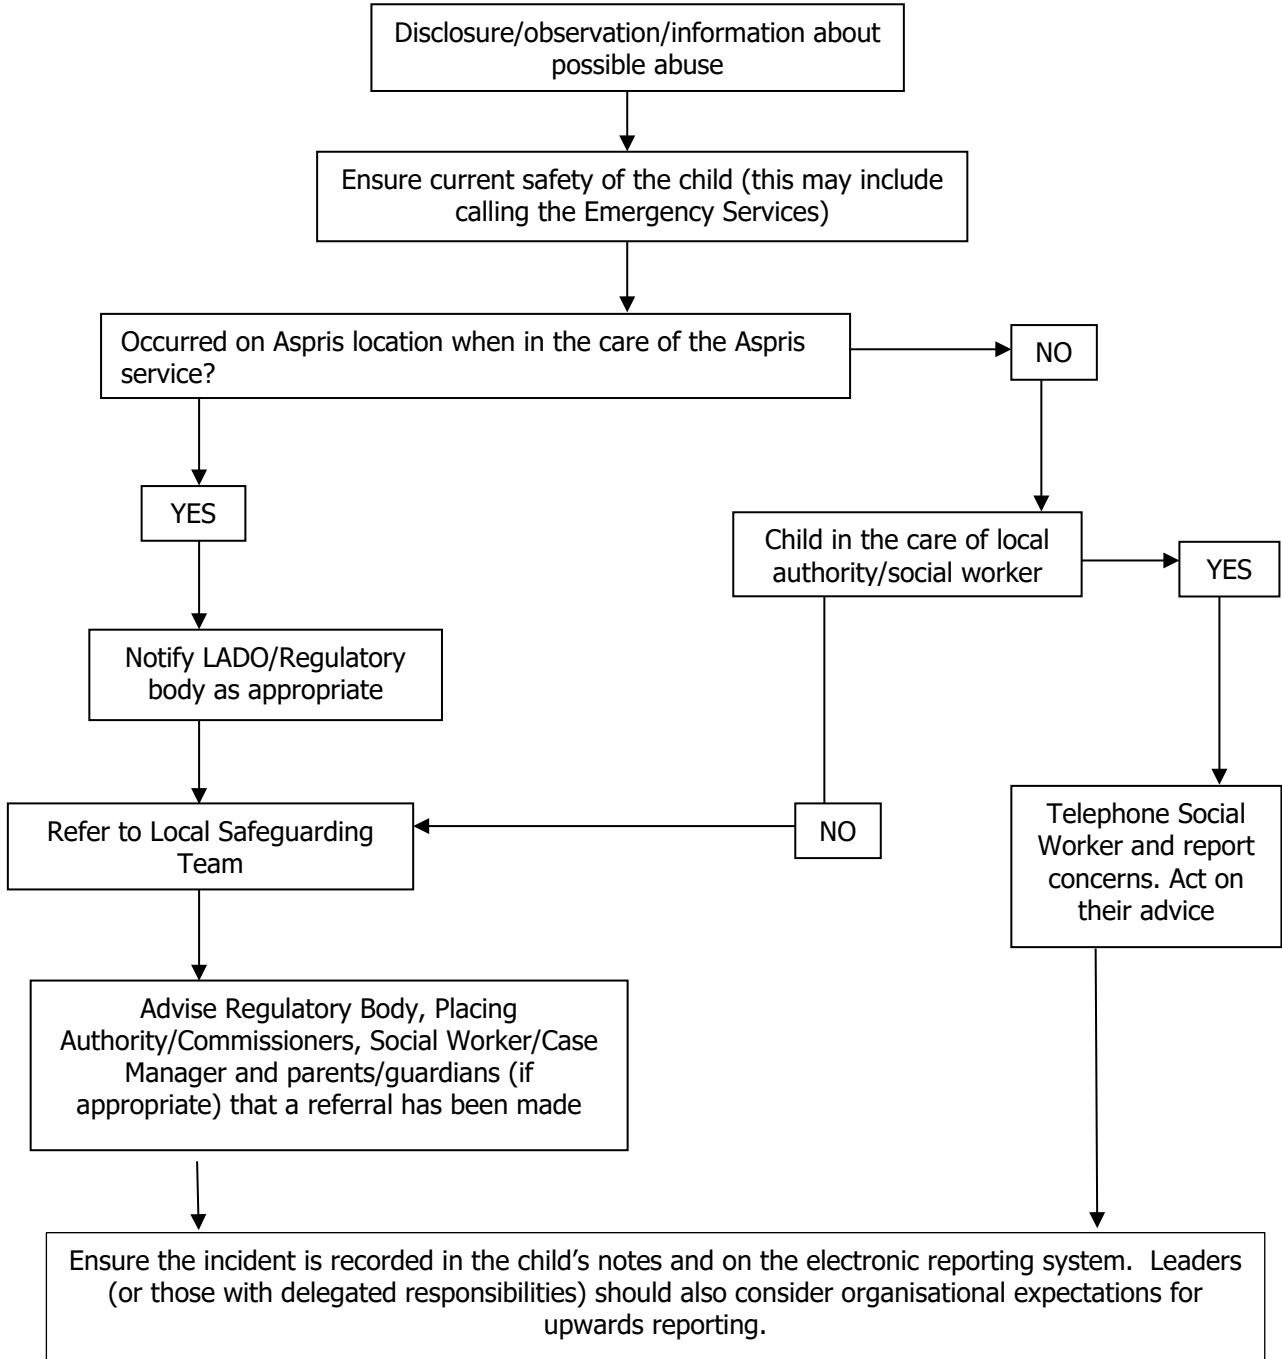 Disclosure/observation/information about
possible abuse
Ensure current safety of the child (this may include
calling the Emergency Services)
Occurred on Aspris location when in the care of the Aspris
service?
NO
YES
Child in the care of local
authority/social worker
YES
Notify LADO/Regulatory
body as appropriate
Refer to Local Safeguarding
Team
NO
Telephone Social
Worker and report
concerns. Act on
their advice
Advise Regulatory Body, Placing
Authority/Commissioners, Social Worker/Case
Manager and parents/guardians (if
appropriate) that a referral has been made
Ensure the incident is recorded in the child’s notes and on the electronic reporting system.  Leaders
(or those with delegated responsibilities) should also consider organisational expectations for
upwards reporting.